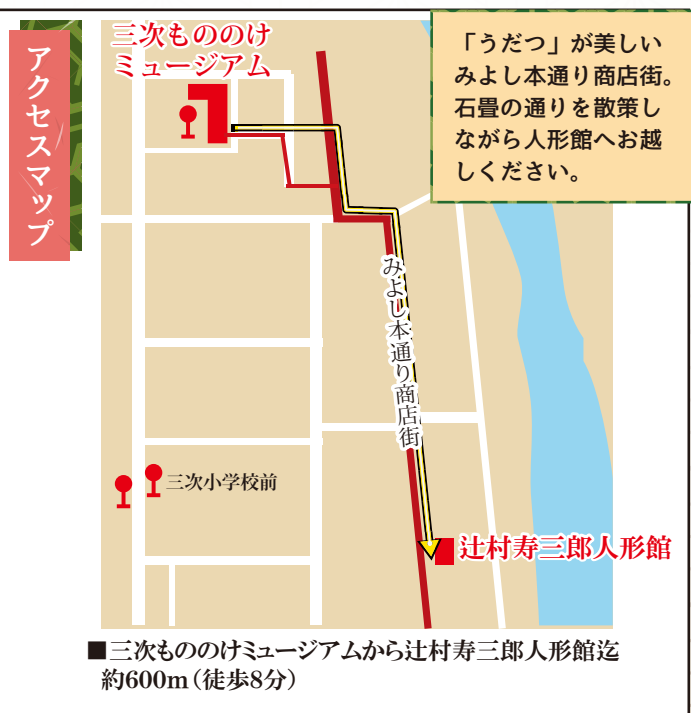 アクセスマップ
三次もののけ
ミュージアム
「うだつ」が美しい
みよし本通り商店街。
石畳の通りを散策し
ながら人形館へお越
しください。
みよし本通り商店街
三次小学校前
辻村寿三郎人形館
■三次もののけミュージアムから辻村寿三郎人形館迄
約600m(徒歩8分)